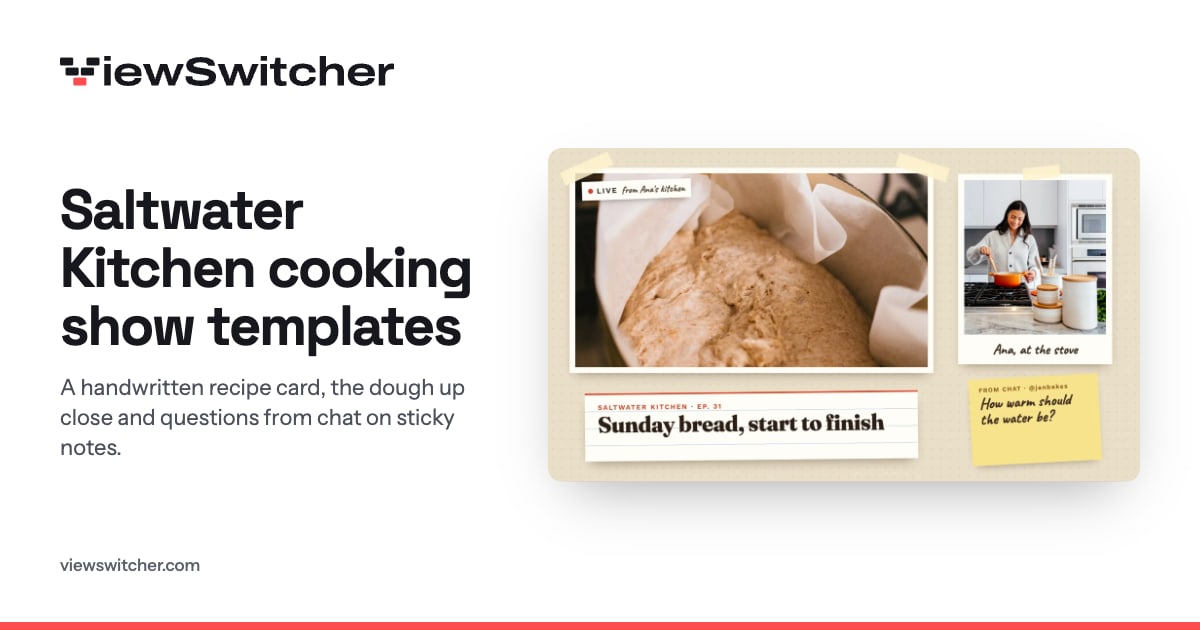 ViewSwitcher
Saltwater
Kitchen cooking
show templates
A handwritten recipe card, the dough up
close and questions from chat on sticky
notes.
viewswitcher.com
LIVE from Ana's kitchen
Ana, at the stove
SALTWATER KITCHEN · EP. 31
Sunday bread, start to finish
FROM CHAT · @janbakes
How warm should
the water be?